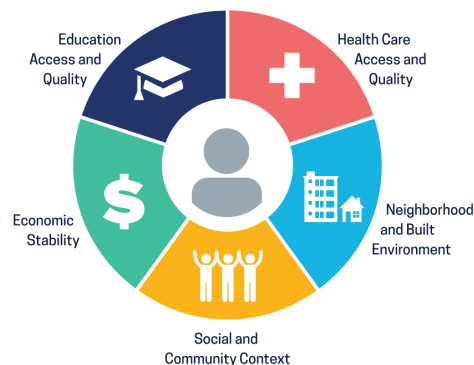 Education
Access and
Quality
Health Care
Access and
Quality
Economic
Stability
$
Neighborhood
and Built
Environment
Social and
Community Context